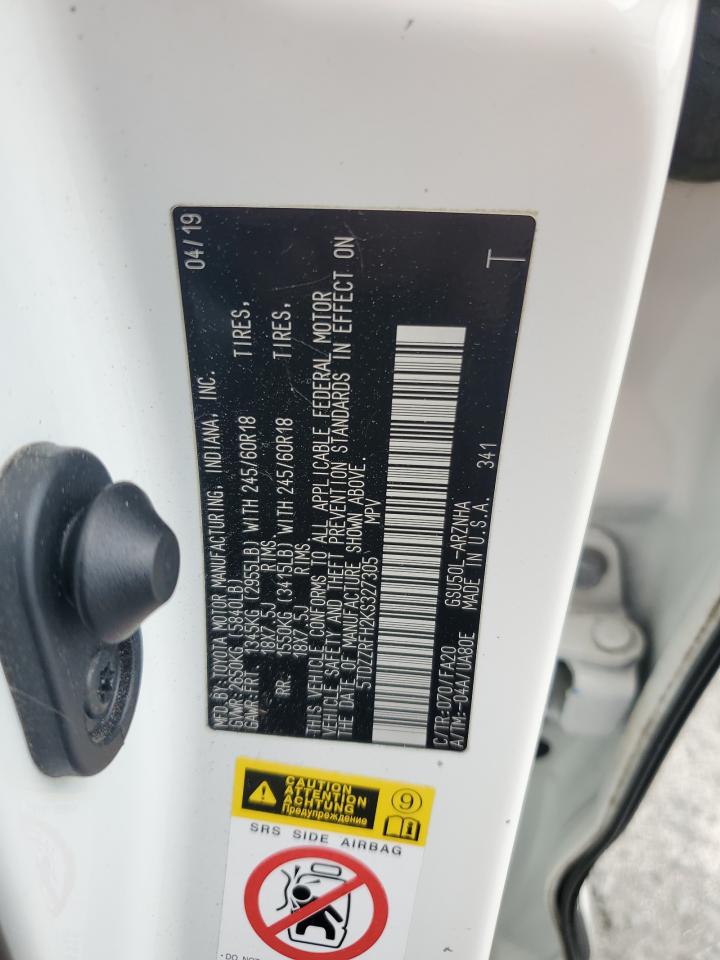 04/19
MFD BY: TOYOTA MOTOR MANUFACTURING, INDIANA, INC.
GVWR: 2650KG (5840LB)
GAWR: FRT. 1345KG (2955LB) WITH 245/60R18 TIRES,
18X7.5J RIMS
RR. 1550KG (3415LB) WITH 245/60R18 TIRES,
18X7.5J RIMS
THIS VEHICLE CONFORMS TO ALL APPLICABLE FEDERAL MOTOR
VEHICLE SAFETY AND THEFT PREVENTION STANDARDS IN EFFECT ON
THE DATE OF MANUFACTURE SHOWN ABOVE.
5TDZZRFH2KS327305 MPV
C/TR:070/FA20 GSU50L-ARZNHA
A/TM:-04A/UA80E MADE IN U.S.A. 341
T
CAUTION
ATTENTION
ACHTUNG
Предупреждение
9
SRS SIDE AIRBAG
• DO NOT